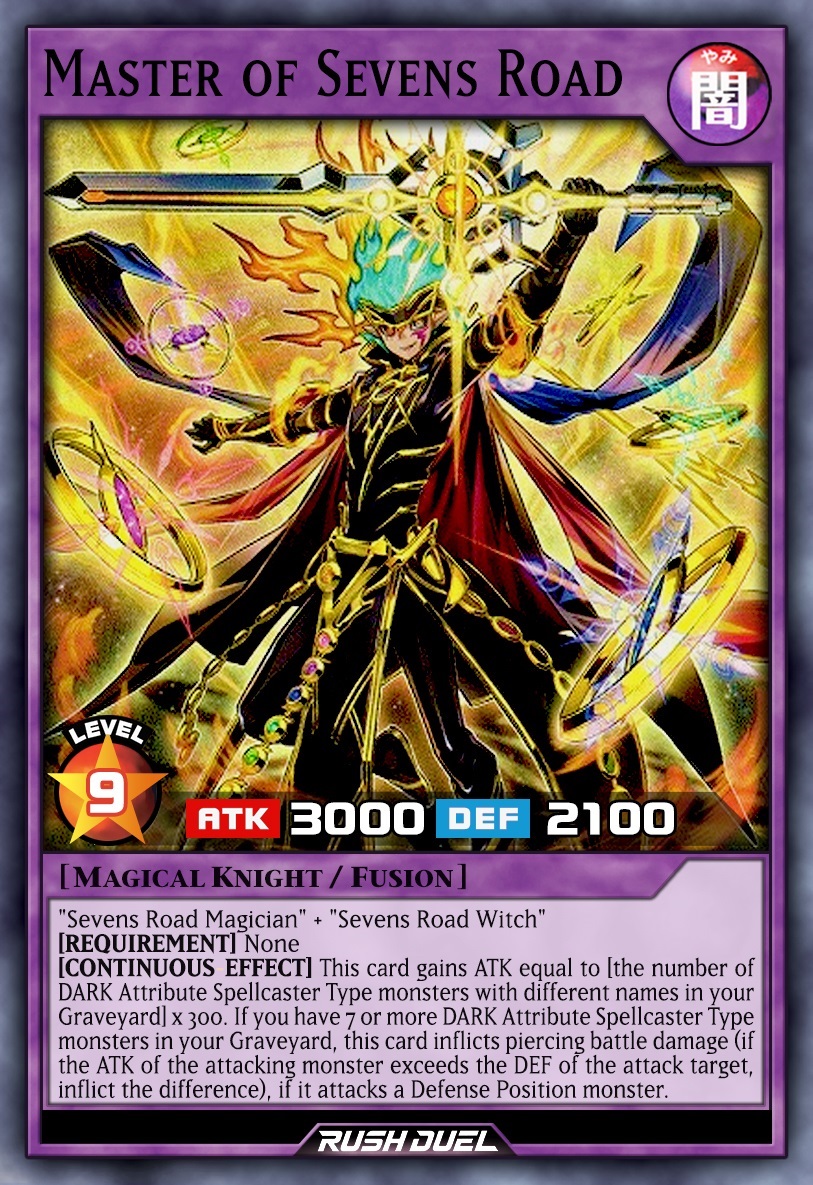 MASTER OF SEVENS ROAD
やみ
闇
LEVEL
9
ATK 3000 DEF 2100
[MAGICAL KNIGHT / FUSION]
"Sevens Road Magician" + "Sevens Road Witch"
[REQUIREMENT] None
[CONTINUOUS EFFECT] This card gains ATK equal to [the number of
DARK Attribute Spellcaster Type monsters with different names in your
Graveyard] x 300. If you have 7 or more DARK Attribute Spellcaster Type
monsters in your Graveyard, this card inflicts piercing battle damage (if
the ATK of the attacking monster exceeds the DEF of the attack target,
inflict the difference), if it attacks a Defense Position monster.
RUSH DUEL